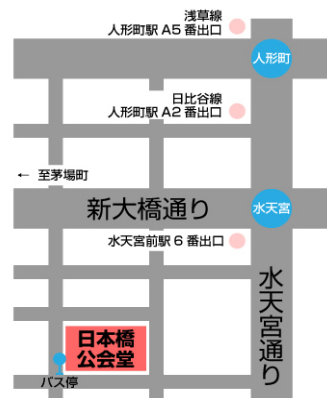 浅草線
人形町駅 A5 番出口
人形町
日比谷線
人形町駅 A2 番出口
← 至茅場町
新大橋通り
水天宮
水天宮前駅 6 番出口
水天宮通り
日本橋
公会堂
バス停